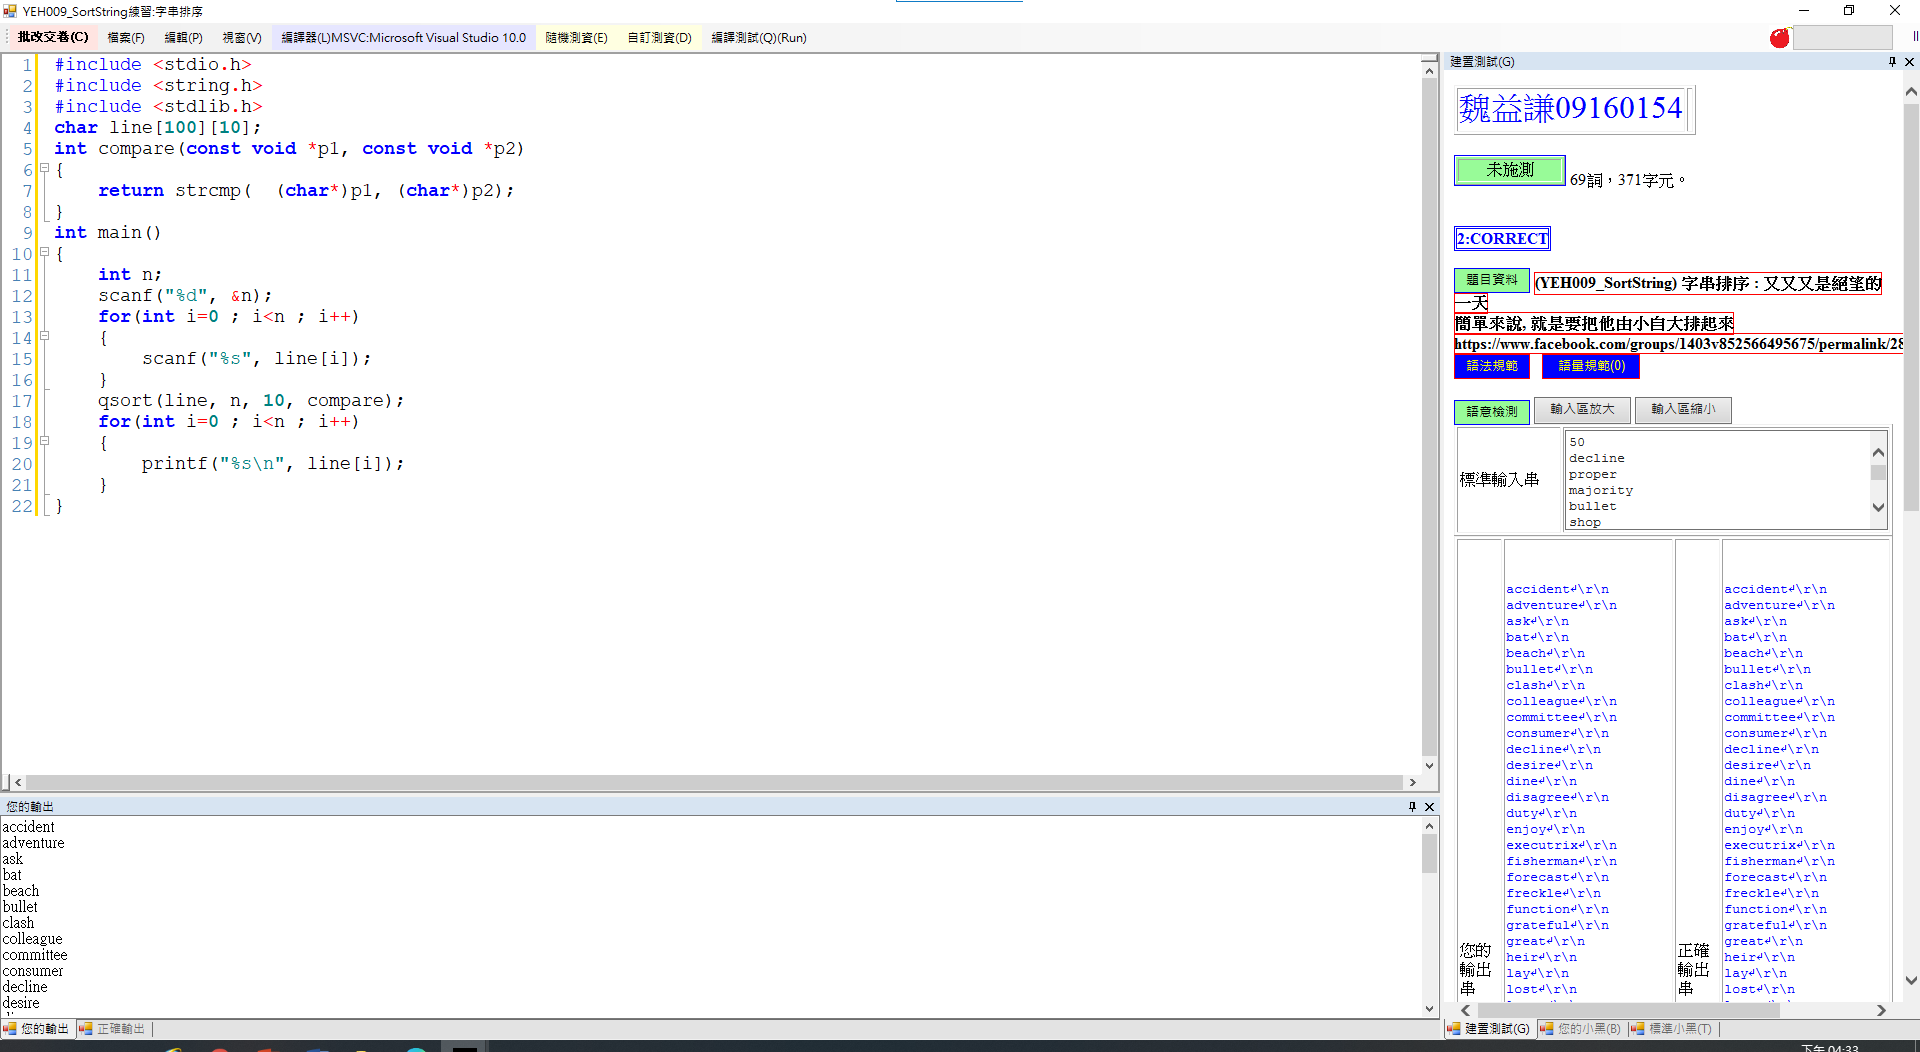 YEH009_SortString練習:字串排序
批改交卷(C) 檔案(F) 編輯(P) 視窗(V) 編譯器(L)MSVC:Microsoft Visual Studio 10.0 隨機測資(E) 自訂測資(D) 編譯測試(Q)(Run)
1 #include <stdio.h>
2 #include <string.h>
3 #include <stdlib.h>
4 char line[100][10];
5 int compare(const void *p1, const void *p2)
6 {
7 return strcmp(  (char*)p1, (char*)p2);
8 }
9 int main()
10 {
11 int n;
12 scanf("%d", &n);
13 for(int i=0 ; i<n ; i++)
14 {
15 scanf("%s", line[i]);
16 }
17 qsort(line, n, 10, compare);
18 for(int i=0 ; i<n ; i++)
19 {
20 printf("%s\n", line[i]);
21 }
22 }
您的輸出
accident
adventure
ask
bat
beach
bullet
clash
colleague
committee
consumer
decline
desire
您的輸出 正確輸出
建置測試(G)
魏益謙09160154
未施測 69詞，371字元。
2:CORRECT
題目資料 (YEH009_SortString) 字串排序 : 又又又是絕望的
一天
簡單來說, 就是要把他由小自大排起來
https://www.facebook.com/groups/1403v852566495675/permalink/28
語法規範 語量規範(0)
語意檢測 輸入區放大 輸入區縮小
標準輸入串
50
decline
proper
majority
bullet
shop
您的
輸出
串
accident↲\r\n
adventure↲\r\n
ask↲\r\n
bat↲\r\n
beach↲\r\n
bullet↲\r\n
clash↲\r\n
colleague↲\r\n
committee↲\r\n
consumer↲\r\n
decline↲\r\n
desire↲\r\n
dine↲\r\n
disagree↲\r\n
duty↲\r\n
enjoy↲\r\n
executrix↲\r\n
fisherman↲\r\n
forecast↲\r\n
freckle↲\r\n
function↲\r\n
grateful↲\r\n
great↲\r\n
heir↲\r\n
lay↲\r\n
lost↲\r\n
正確
輸出
串
accident↲\r\n
adventure↲\r\n
ask↲\r\n
bat↲\r\n
beach↲\r\n
bullet↲\r\n
clash↲\r\n
colleague↲\r\n
committee↲\r\n
consumer↲\r\n
decline↲\r\n
desire↲\r\n
dine↲\r\n
disagree↲\r\n
duty↲\r\n
enjoy↲\r\n
executrix↲\r\n
fisherman↲\r\n
forecast↲\r\n
freckle↲\r\n
function↲\r\n
grateful↲\r\n
great↲\r\n
heir↲\r\n
lay↲\r\n
lost↲\r\n
建置測試(G) 您的小黑(B) 標準小黑(T)
下午 04:33